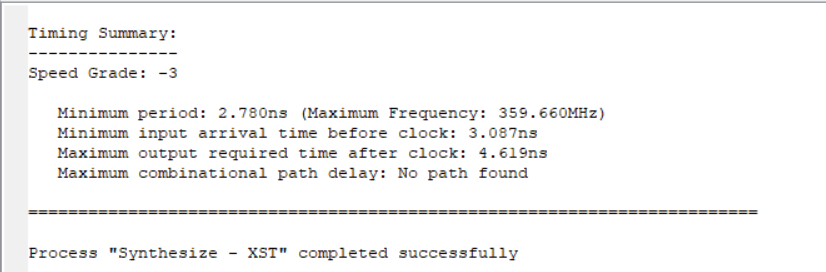 Timing Summary:
---------------
Speed Grade: -3
Minimum period: 2.780ns (Maximum Frequency: 359.660MHz)
Minimum input arrival time before clock: 3.087ns
Maximum output required time after clock: 4.619ns
Maximum combinational path delay: No path found
=========================================================================
Process "Synthesize - XST" completed successfully